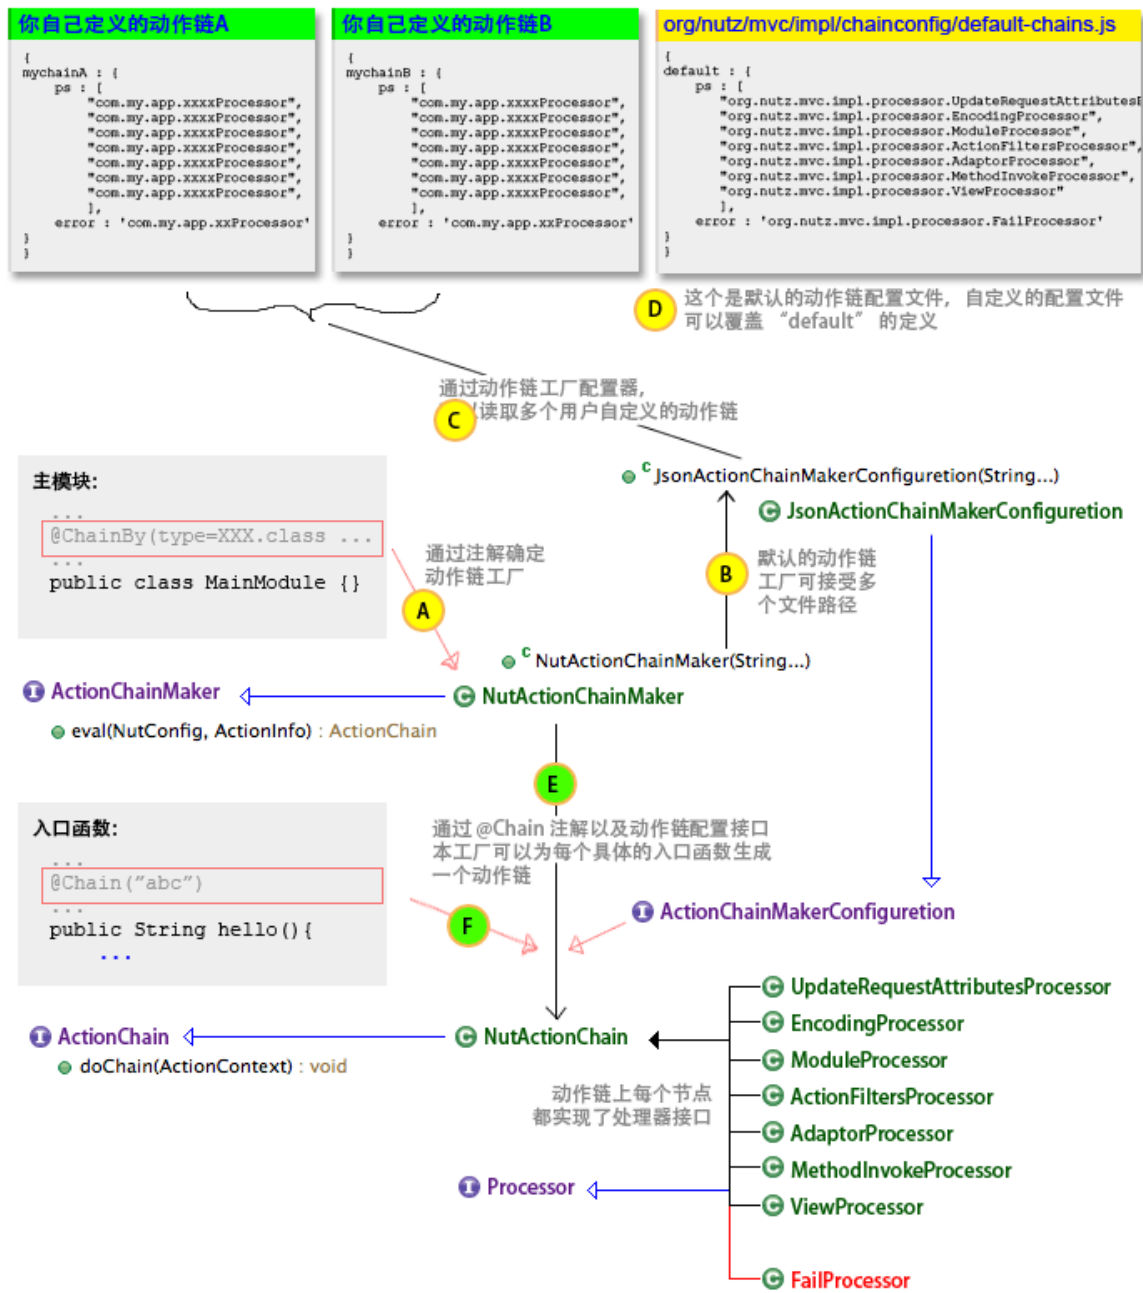 你自己定义的动作链A
{
mychainA : {
ps : [
"com.my.app.xxxxProcessor",
"com.my.app.xxxxProcessor",
"com.my.app.xxxxProcessor",
"com.my.app.xxxxProcessor",
"com.my.app.xxxxProcessor",
"com.my.app.xxxxProcessor",
"com.my.app.xxxxProcessor",
],
error : 'com.my.app.xxProcessor'
}
}
你自己定义的动作链B
{
mychainB : {
ps : [
"com.my.app.xxxxProcessor",
"com.my.app.xxxxProcessor",
"com.my.app.xxxxProcessor",
"com.my.app.xxxxProcessor",
"com.my.app.xxxxProcessor",
"com.my.app.xxxxProcessor",
"com.my.app.xxxxProcessor",
],
error : 'com.my.app.xxProcessor'
}
}
org/nutz/mvc/impl/chainconfig/default-chains.js
{
default : {
ps : [
"org.nutz.mvc.impl.processor.UpdateRequestAttributes
"org.nutz.mvc.impl.processor.EncodingProcessor",
"org.nutz.mvc.impl.processor.ModuleProcessor",
"org.nutz.mvc.impl.processor.ActionFiltersProcessor",
"org.nutz.mvc.impl.processor.AdaptorProcessor",
"org.nutz.mvc.impl.processor.MethodInvokeProcessor",
"org.nutz.mvc.impl.processor.ViewProcessor"
],
error : 'org.nutz.mvc.impl.processor.FailProcessor'
}
}
D
这个是默认的动作链配置文件, 自定义的配置文件
可以覆盖 “default” 的定义
通过动作链工厂配置器,
C
以读取多个用户自定义的动作链
JsonActionChainMakerConfiguretion(String...)
JsonActionChainMakerConfiguretion
主模块:
...
@ChainBy(type=XXX.class ...
...
public class MainModule {}
通过注解确定
动作链工厂
A
B
默认的动作链
工厂可接受多
个文件路径
NutActionChainMaker(String...)
ActionChainMaker
NutActionChainMaker
eval(NutConfig, ActionInfo) : ActionChain
E
入口函数:
...
@Chain(”abc”)
...
public String hello(){
...
通过 @Chain 注解以及动作链配置接口
本工厂可以为每个具体的入口函数生成
一个动作链
F
ActionChainMakerConfiguretion
ActionChain
doChain(ActionContext) : void
NutActionChain
动作链上每个节点
都实现了处理器接口
Processor
UpdateRequestAttributesProcessor
EncodingProcessor
ModuleProcessor
ActionFiltersProcessor
AdaptorProcessor
MethodInvokeProcessor
ViewProcessor
FailProcessor